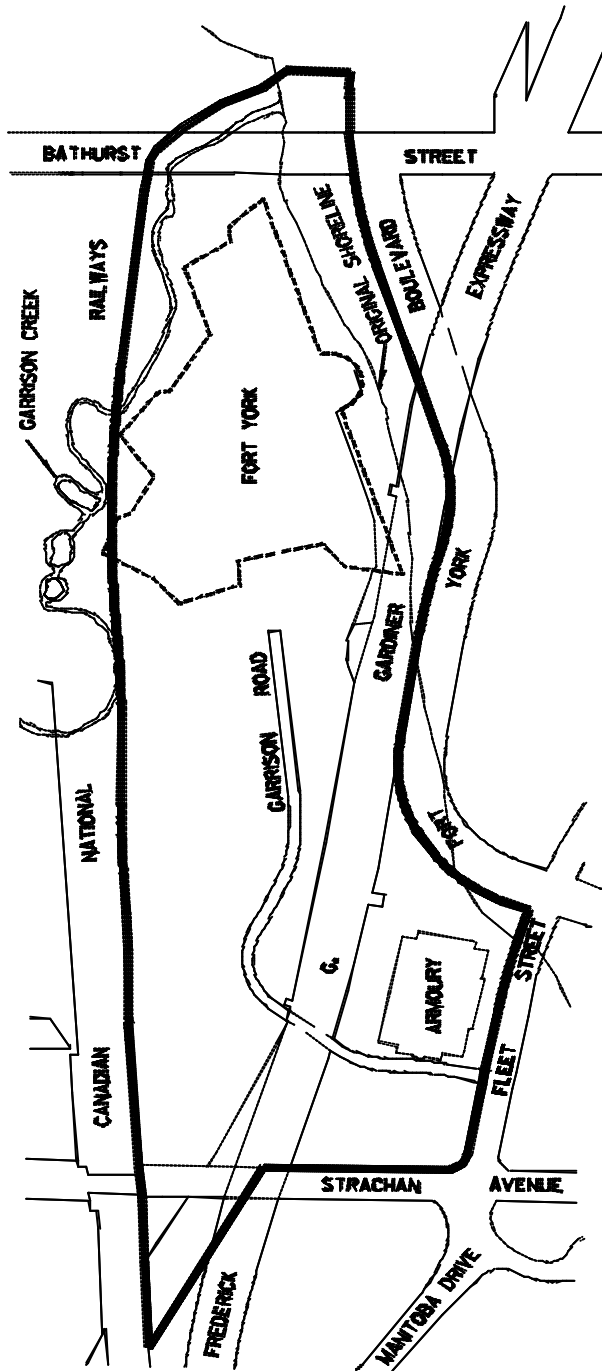 BATHURST STREET
CANADIAN NATIONAL RAILWAYS
GARRISON CREEK
ORIGINAL SHORELINE
FORT YORK
FREDERICK G. GARDINER EXPRESSWAY
FORT YORK BOULEVARD
GARRISON ROAD
ARMOURY
FLEET STREET
STRACHAN AVENUE
MANITOBA DRIVE